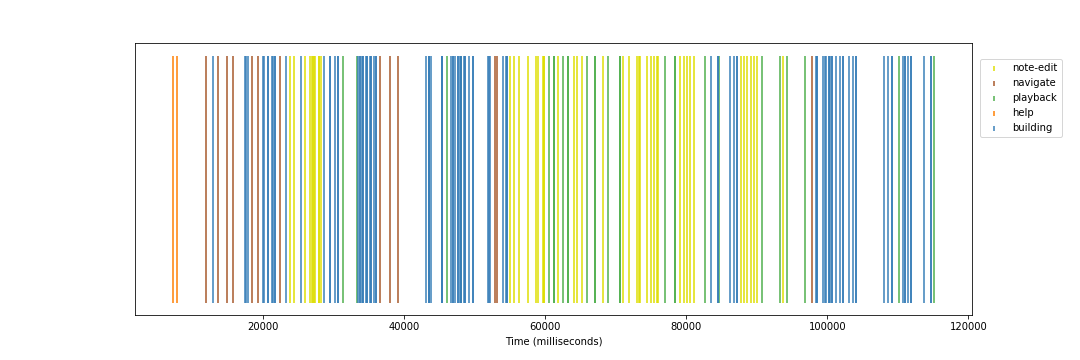 note-edit
navigate
playback
help
building
20000 40000 60000 80000 100000 120000
Time (milliseconds)